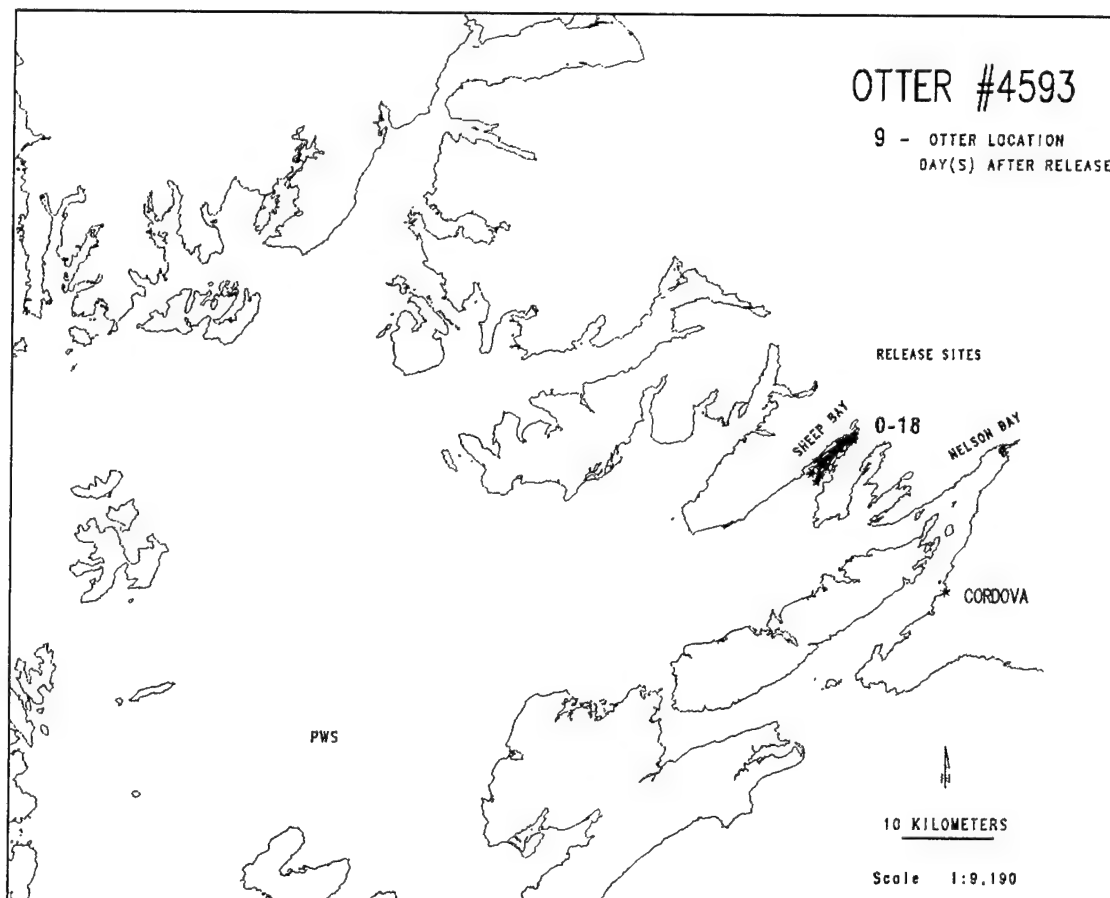 OTTER #4593
9 - OTTER LOCATION
DAY(S) AFTER RELEASE
RELEASE SITES
SHEEP BAY
0-18
NELSON BAY
CORDOVA
PWS
N
10 KILOMETERS
Scale 1:9,190